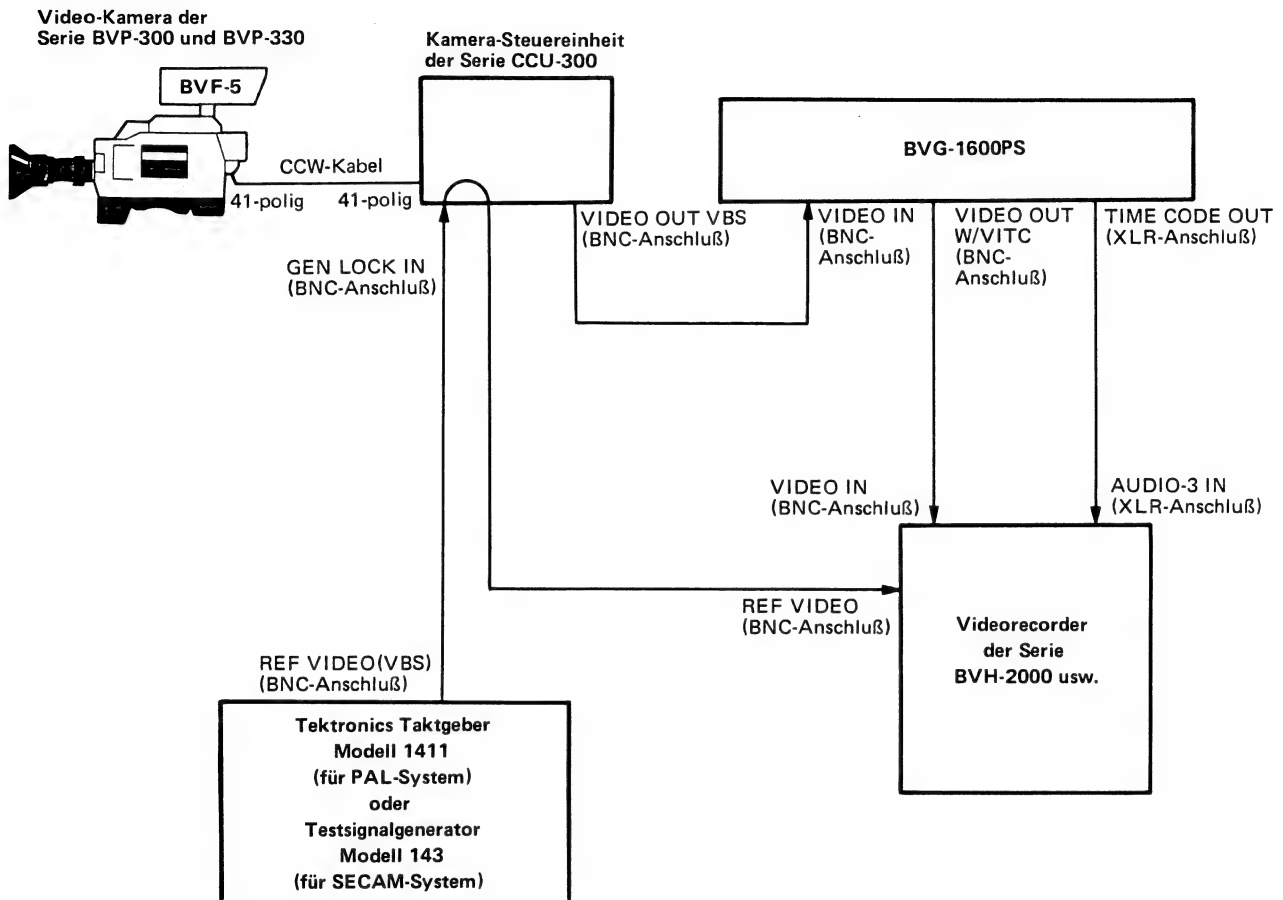 Video-Kamera der
Serie BVP-300 und BVP-330
BVF-5
Kamera-Steuereinheit
der Serie CCU-300
CCW-Kabel
41-polig
41-polig
BVG-1600PS
VIDEO OUT VBS
(BNC-Anschluß)
VIDEO IN
(BNC-
Anschluß)
VIDEO OUT
W/VITC
(BNC-
Anschluß)
TIME CODE OUT
(XLR-Anschluß)
GEN LOCK IN
(BNC-Anschluß)
VIDEO IN
(BNC-Anschluß)
AUDIO-3 IN
(XLR-Anschluß)
REF VIDEO
(BNC-Anschluß)
Videorecorder
der Serie
BVH-2000 usw.
REF VIDEO(VBS)
(BNC-Anschluß)
Tektronics Taktgeber
Modell 1411
(für PAL-System)
oder
Testsignalgenerator
Modell 143
(für SECAM-System)